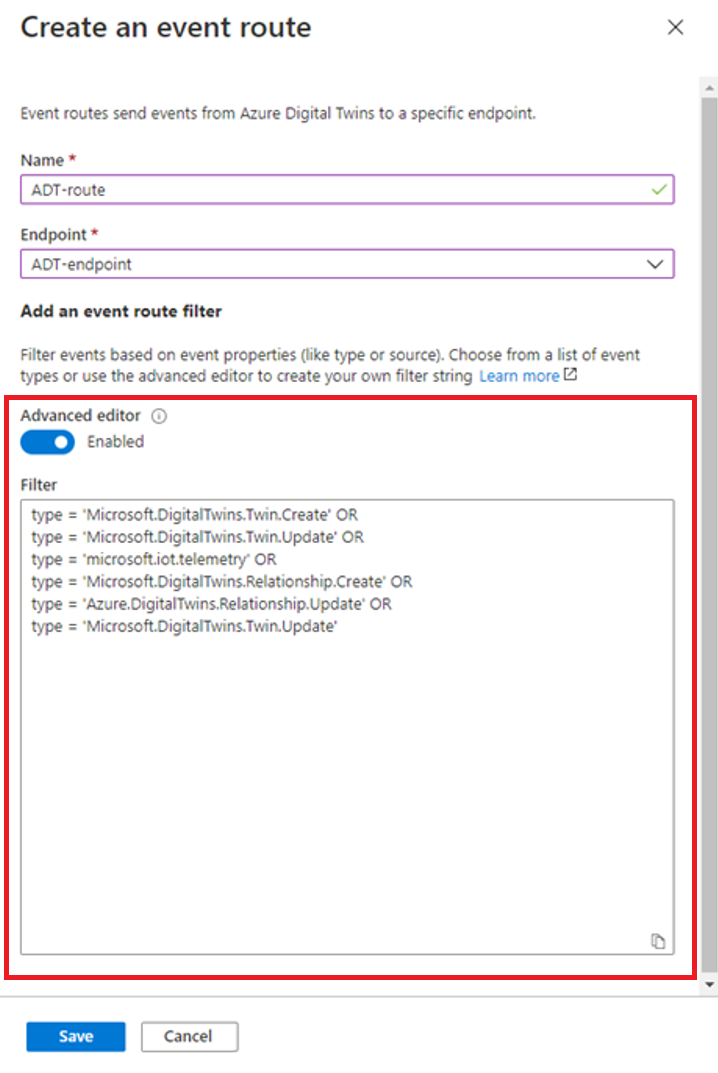 Create an event route
Event routes send events from Azure Digital Twins to a specific endpoint.
Name *
ADT-route
Endpoint *
ADT-endpoint
Add an event route filter
Filter events based on event properties (like type or source). Choose from a list of event
types or use the advanced editor to create your own filter string Learn more
Advanced editor
Enabled
Filter
type = 'Microsoft.DigitalTwins.Twin.Create' OR
type = 'Microsoft.DigitalTwins.Twin.Update' OR
type = 'microsoft.iot.telemetry' OR
type = 'Microsoft.DigitalTwins.Relationship.Create' OR
type = 'Azure.DigitalTwins.Relationship.Update' OR
type = 'Microsoft.DigitalTwins.Twin.Update'
Save Cancel